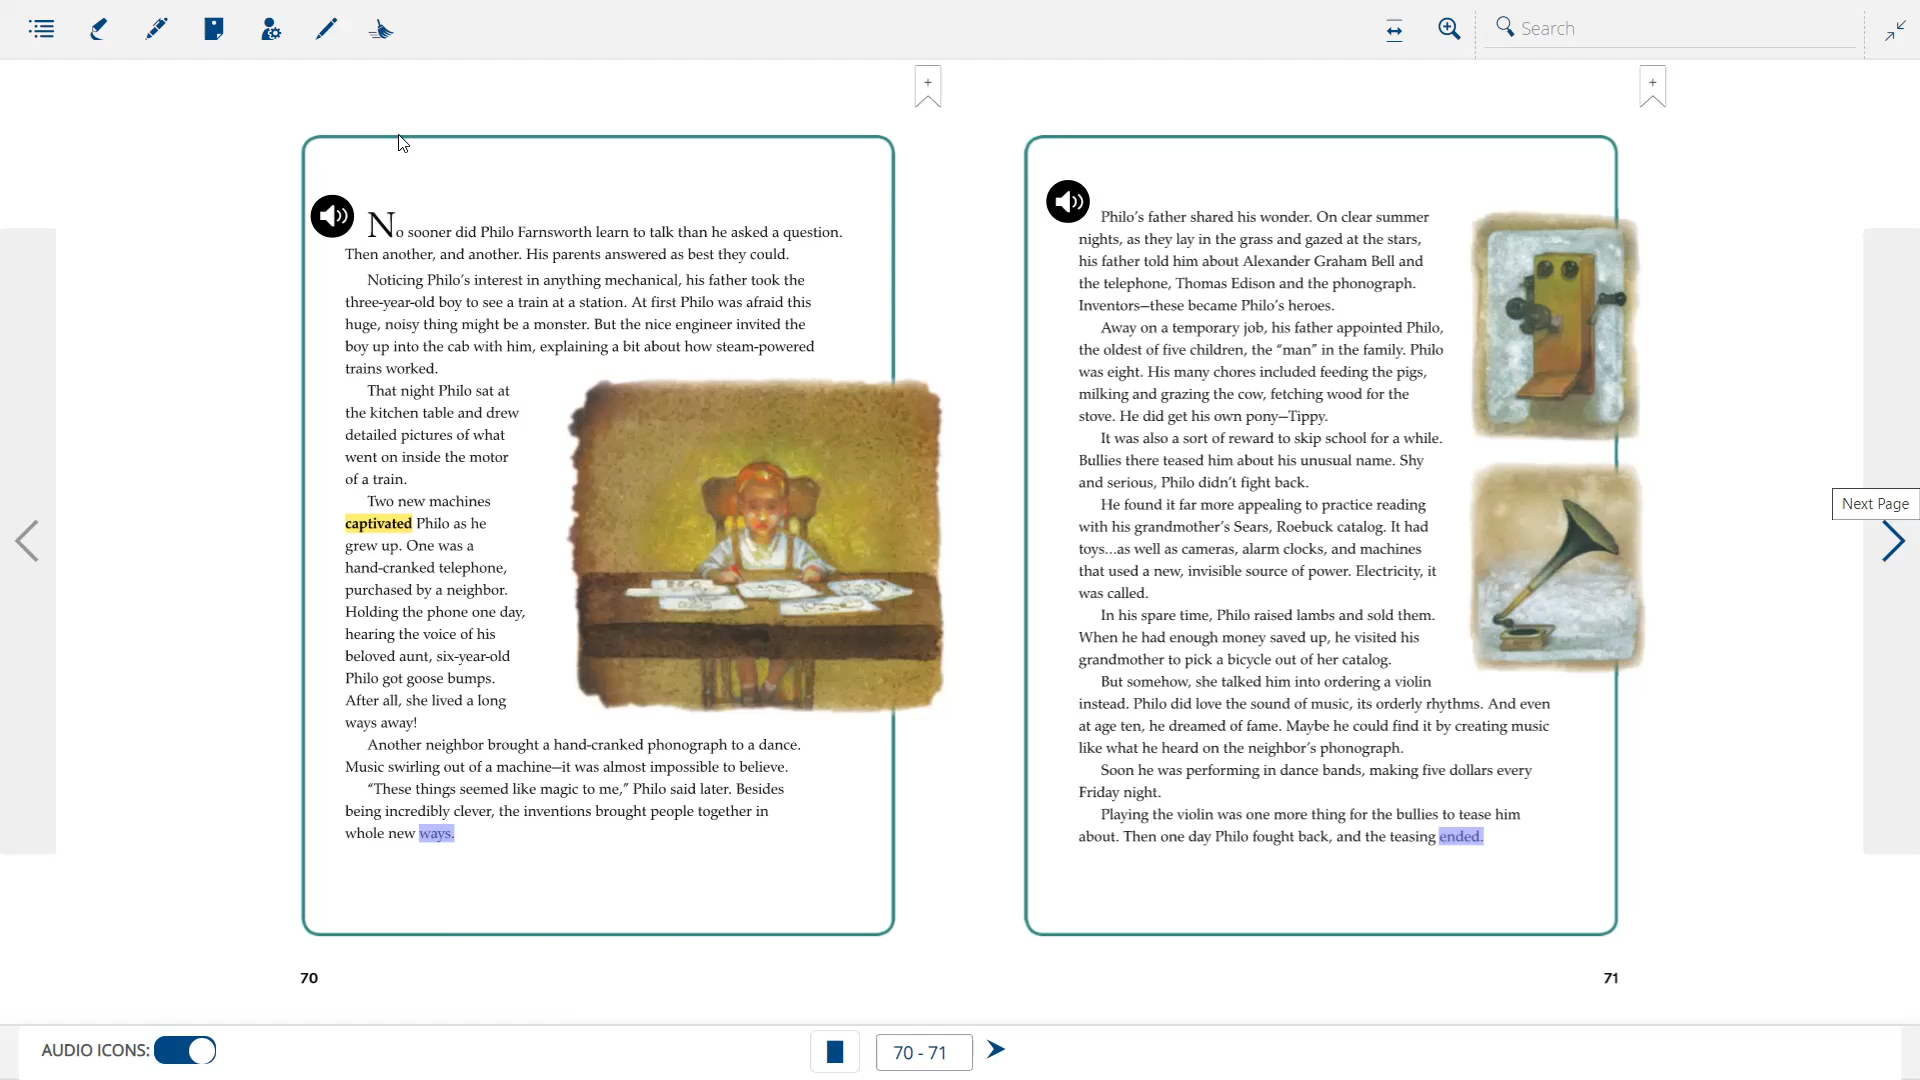 Search
No sooner did Philo Farnsworth learn to talk than he asked a question.
Then another, and another. His parents answered as best they could.
Noticing Philo's interest in anything mechanical, his father took the
three-year-old boy to see a train at a station. At first Philo was afraid this
huge, noisy thing might be a monster. But the nice engineer invited the
boy up into the cab with him, explaining a bit about how steam-powered
trains worked.
That night Philo sat at
the kitchen table and drew
detailed pictures of what
went on inside the motor
of a train.
Two new machines
captivated Philo as he
grew up. One was a
hand-cranked telephone,
purchased by a neighbor.
Holding the phone one day,
hearing the voice of his
beloved aunt, six-year-old
Philo got goose bumps.
After all, she lived a long
ways away!
Another neighbor brought a hand-cranked phonograph to a dance.
Music swirling out of a machine—it was almost impossible to believe.
“These things seemed like magic to me,” Philo said later. Besides
being incredibly clever, the inventions brought people together in
whole new ways.
70
Philo's father shared his wonder. On clear summer
nights, as they lay in the grass and gazed at the stars,
his father told him about Alexander Graham Bell and
the telephone, Thomas Edison and the phonograph.
Inventors—these became Philo's heroes.
Away on a temporary job, his father appointed Philo,
the oldest of five children, the “man” in the family. Philo
was eight. His many chores included feeding the pigs,
milking and grazing the cow, fetching wood for the
stove. He did get his own pony—Tippy.
It was also a sort of reward to skip school for a while.
Bullies there teased him about his unusual name. Shy
and serious, Philo didn't fight back.
He found it far more appealing to practice reading
with his grandmother's Sears, Roebuck catalog. It had
toys...as well as cameras, alarm clocks, and machines
that used a new, invisible source of power. Electricity, it
was called.
In his spare time, Philo raised lambs and sold them.
When he had enough money saved up, he visited his
grandmother to pick a bicycle out of her catalog.
But somehow, she talked him into ordering a violin
instead. Philo did love the sound of music, its orderly rhythms. And even
at age ten, he dreamed of fame. Maybe he could find it by creating music
like what he heard on the neighbor's phonograph.
Soon he was performing in dance bands, making five dollars every
Friday night.
Playing the violin was one more thing for the bullies to tease him
about. Then one day Philo fought back, and the teasing ended.
71
Next Page
AUDIO ICONS:
70 - 71